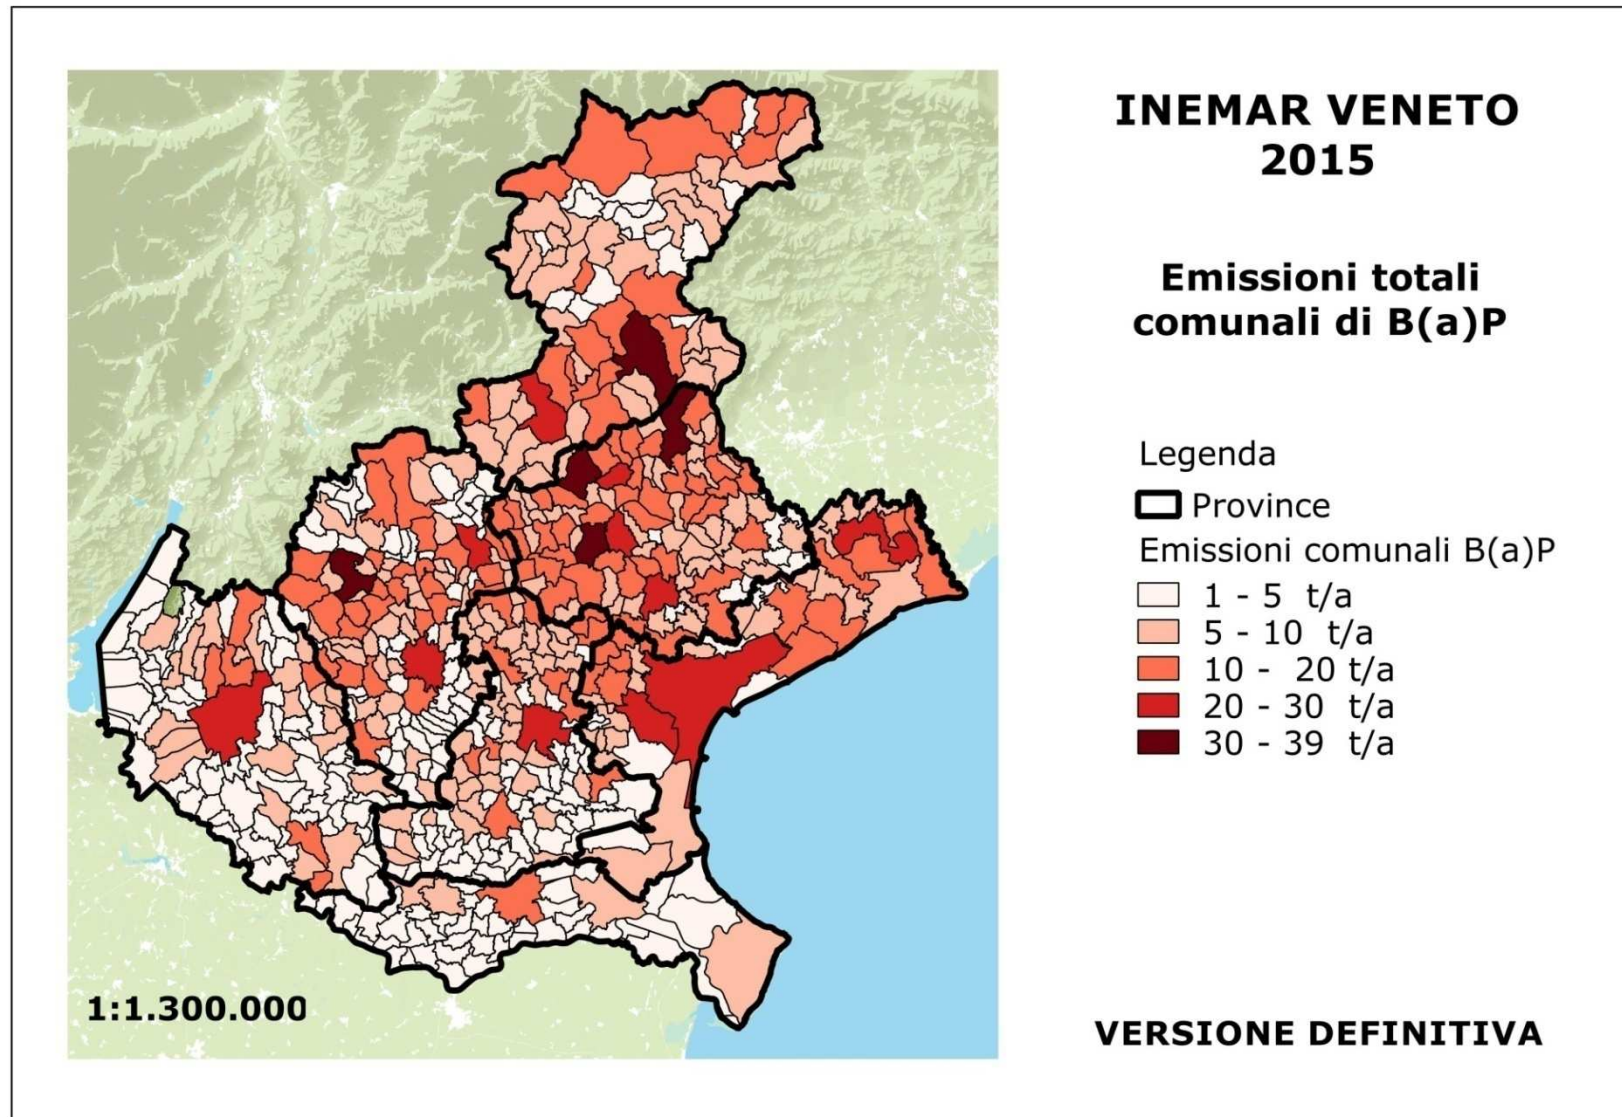 INEMAR VENETO
2015
Emissioni totali
comunali di B(a)P
Legenda
Province
Emissioni comunali B(a)P
1 - 5 t/a
5 - 10 t/a
10 - 20 t/a
20 - 30 t/a
30 - 39 t/a
1:1.300.000
VERSIONE DEFINITIVA